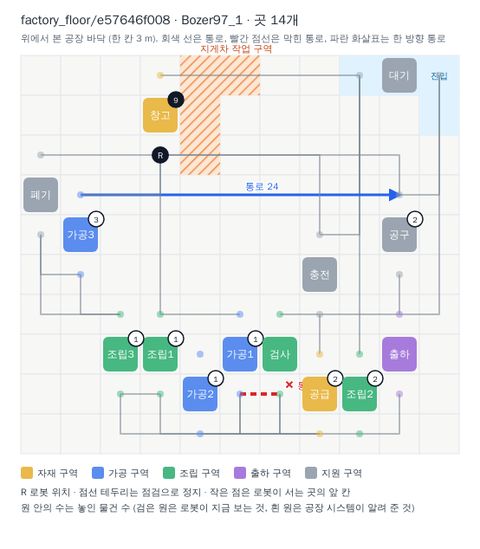 factory_floor/e57646f008 · Bozer97_1 · 곳 14개
위에서 본 공장 바닥 (한 칸 3 m). 회색 선은 통로, 빨간 점선은 막힌 통로, 파란 화살표는 한 방향 통로
지게차 작업 구역
대기
진입
9
창고
R
폐기
통로 24
3
2
가공3
공구
충전
1 1 1
조립3 조립1 가공1 검사 출하
1 2 2
가공2 ✕ 공급 조립2
자재 구역 가공 구역 조립 구역 출하 구역 지원 구역
R 로봇 위치 · 점선 테두리는 점검으로 정지 · 작은 점은 로봇이 서는 곳의 앞 칸
원 안의 수는 놓인 물건 수 (검은 원은 로봇이 지금 보는 것, 흰 원은 공장 시스템이 알려 준 것)